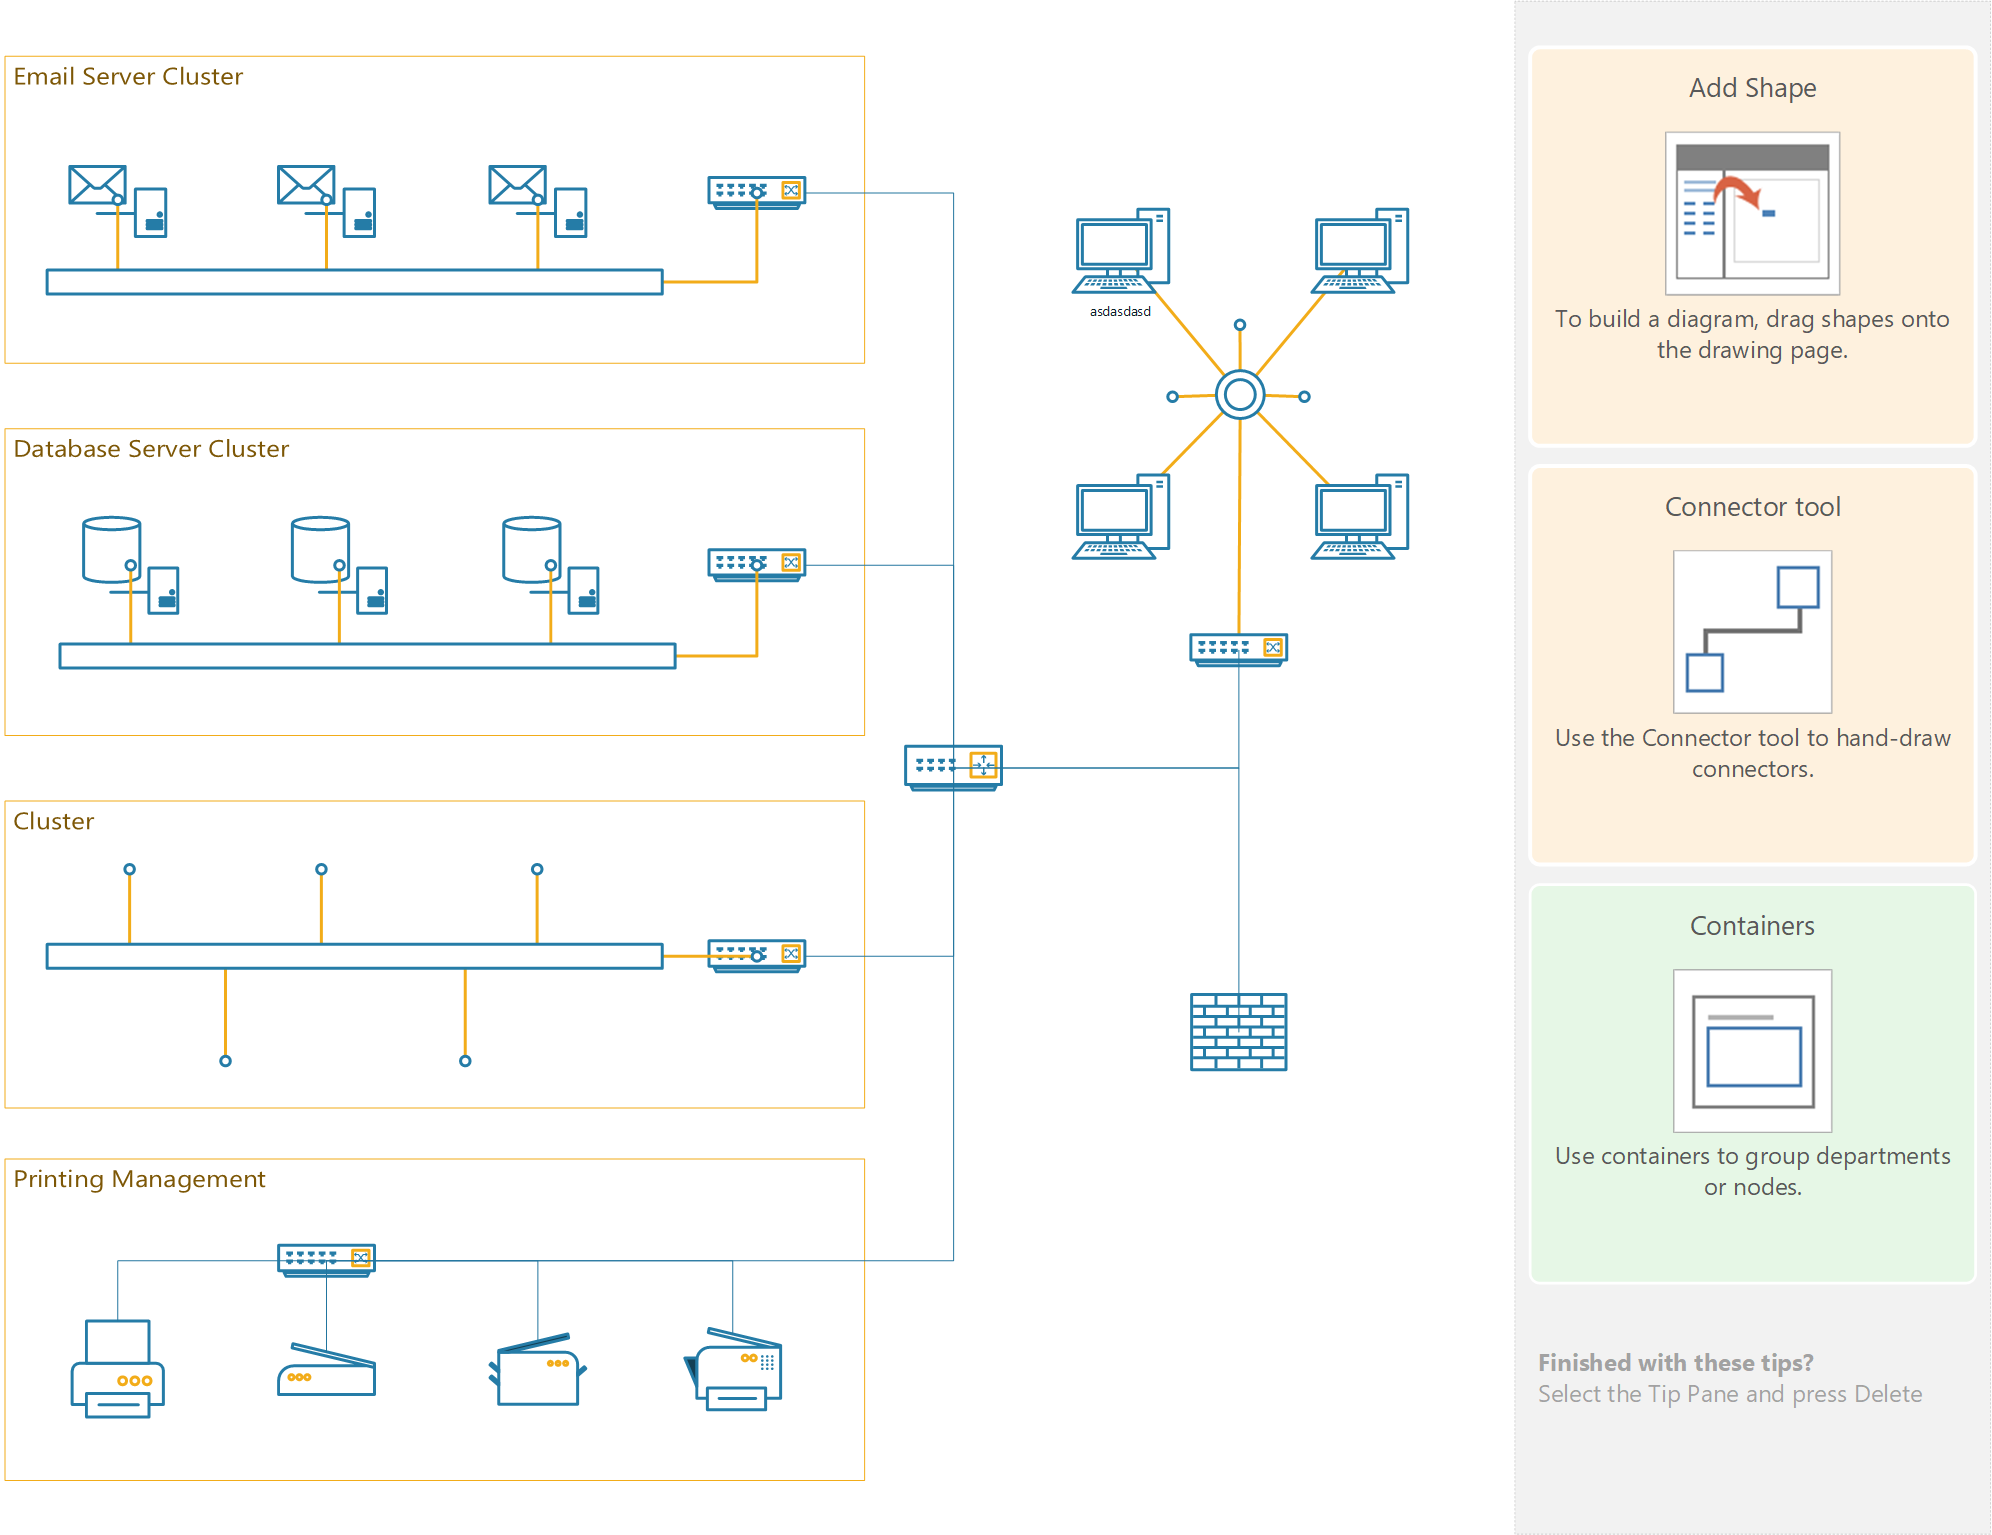 Email Server Cluster
asdasdasd
Database Server Cluster
Cluster
Printing Management
Add Shape
To build a diagram, drag shapes onto
the drawing page.
Connector tool
Use the Connector tool to hand-draw
connectors.
Containers
Use containers to group departments
or nodes.
Finished with these tips?
Select the Tip Pane and press Delete